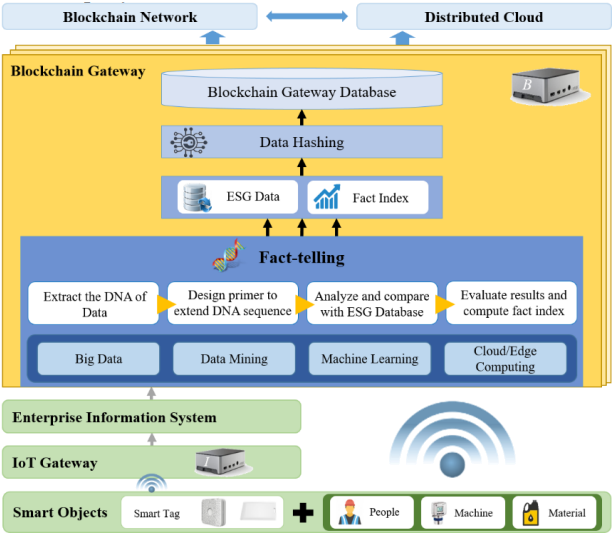 Blockchain Network
Distributed Cloud
Blockchain Gateway
B
Blockchain Gateway Database
Data Hashing
ESG Data
Fact Index
Fact-telling
Extract the DNA of
Data
Design primer to
extend DNA sequence
Analyze and compare
with ESG Database
Evaluate results and
compute fact index
Big Data
Data Mining
Machine Learning
Cloud/Edge
Computing
Enterprise Information System
IoT Gateway
I
Smart Objects
Smart Tag
People
Machine
Material